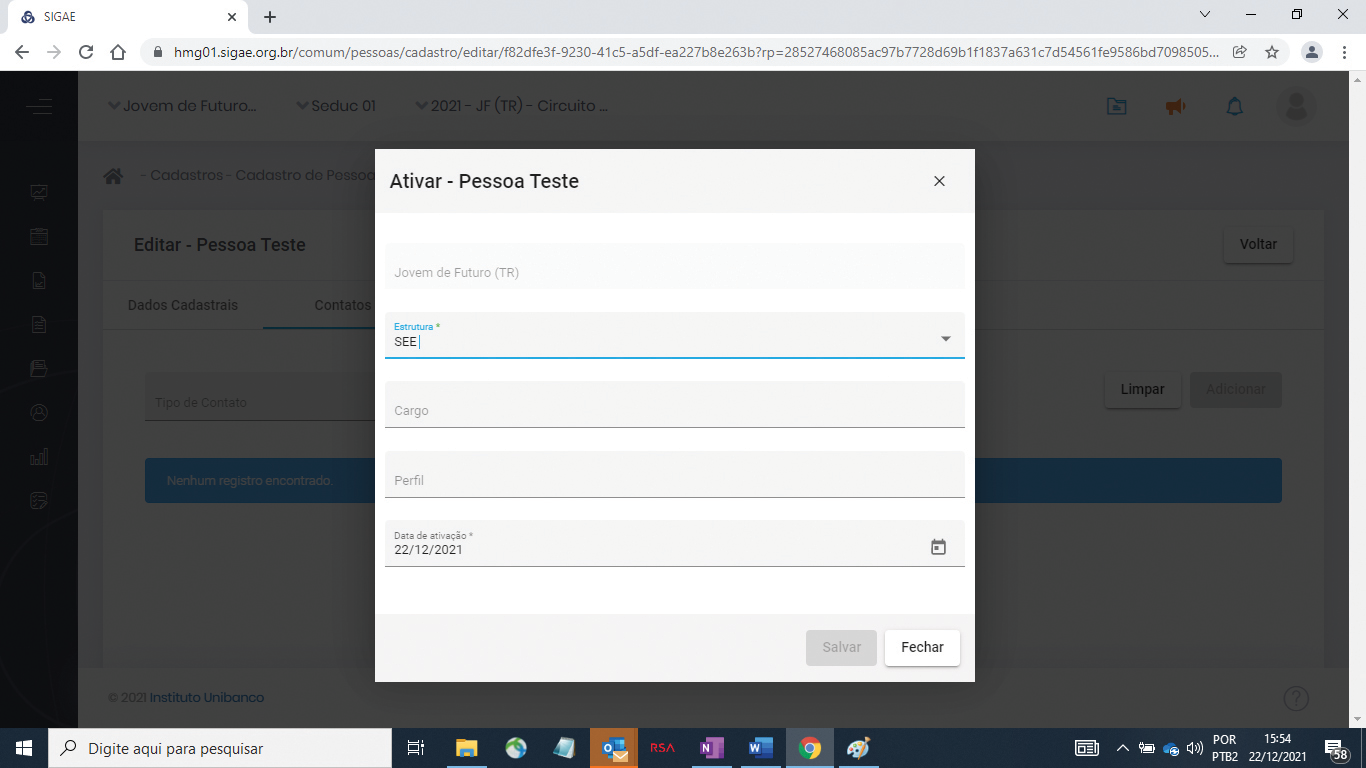 SIGAE
hmg01.sigae.org.br/comum/pessoas/cadastro/editar/f82dfe3f-9230-41c5-a5df-ea227b8e263b?rp=28527468085ac97b7728d69b1f1837a631c7d54561fe9586bd7098505...
Jovem de Futuro... Seduc 01 2021 - JF (TR) - Circuito ...
- Cadastros - Cadastro de Pessoa
Ativar - Pessoa Teste
Editar - Pessoa Teste
Voltar
Jovem de Futuro (TR)
Dados Cadastrais Contatos
Estrutura *
SEE
Tipo de Contato
Cargo
Limpar Adicionar
Nenhum registro encontrado.
Perfil
Data de ativação *
22/12/2021
Salvar Fechar
© 2021 Instituto Unibanco
?
Digite aqui para pesquisar
RSA
POR
PTB2
15:54
22/12/2021
58